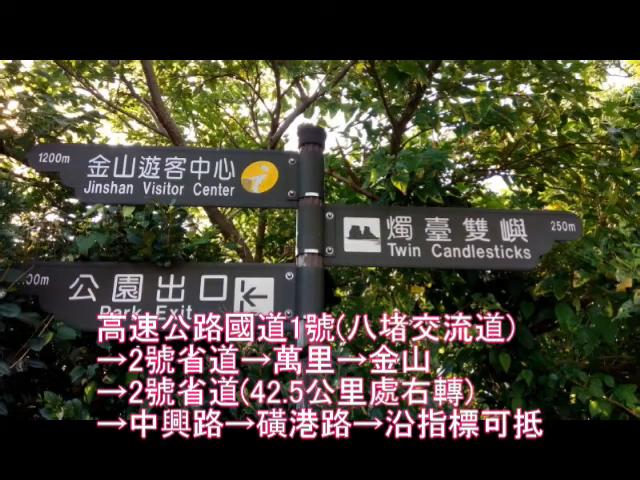 1200m
金山遊客中心
Jinshan Visitor Center
燭臺雙嶼
250m
Twin Candlesticks
公園出口
Park Exit
高速公路國道1號(八堵交流道)
→2號省道→萬里→金山
→2號省道(42.5公里處右轉)
→中興路→磺港路→沿指標可抵